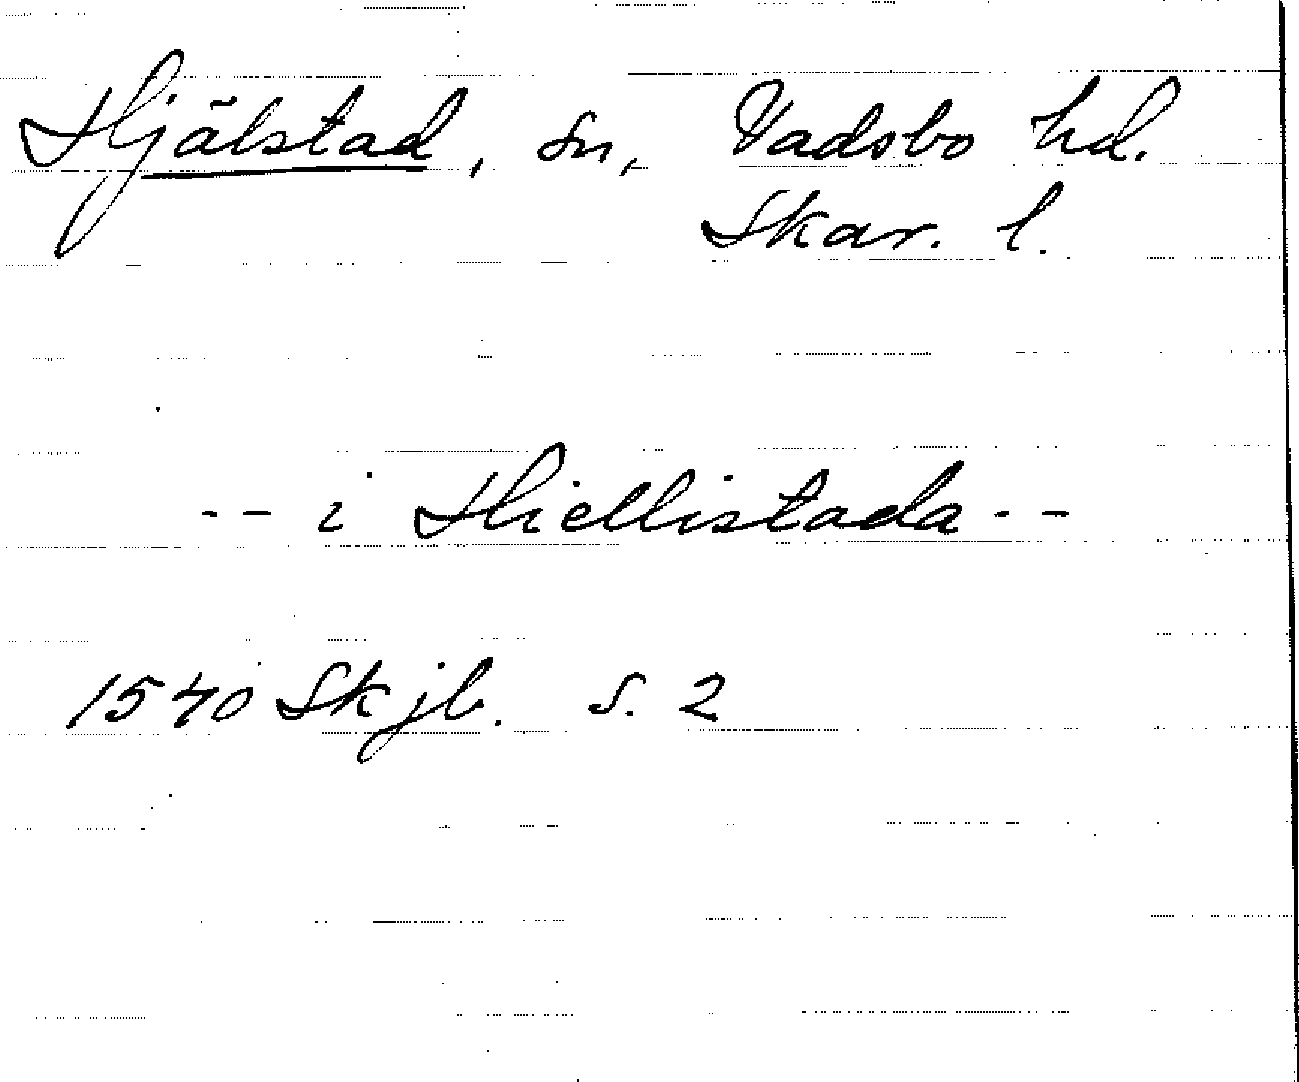 Hjälstad, sn, Vadsbo hd.
Skar. l.
-- i Hiellistada --
1540 Skjb. s. 2